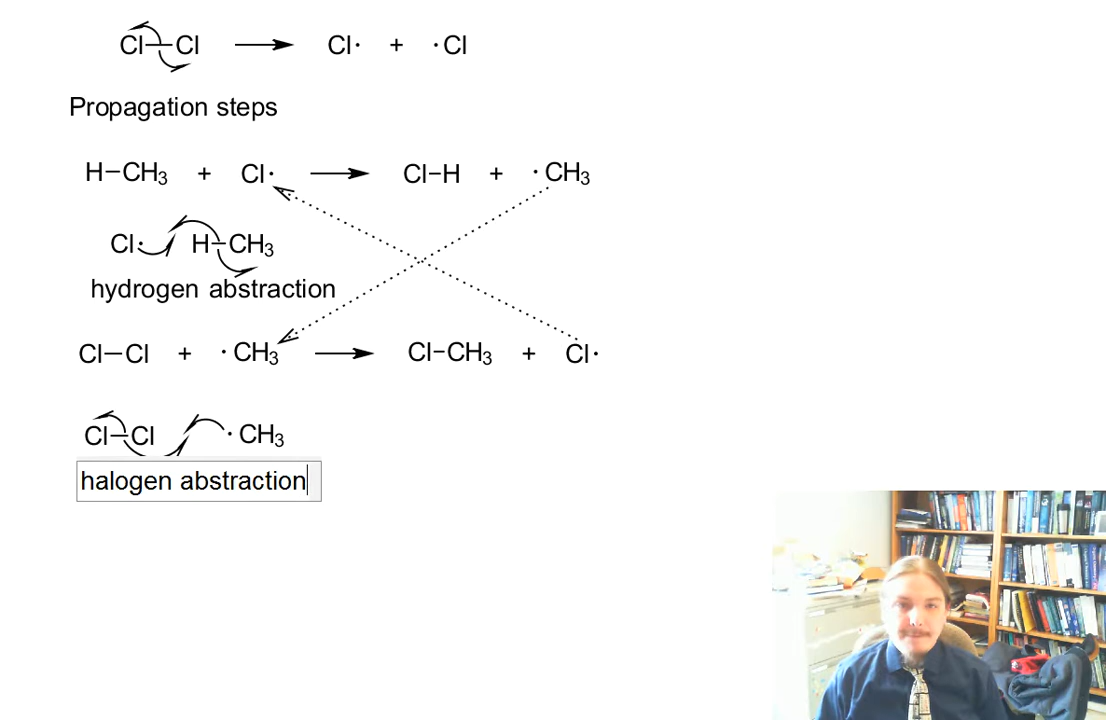 Cl–Cl ⟶ Cl· + ·Cl
Propagation steps
H–CH₃ + Cl· ⟶ Cl–H + ·CH₃
Cl· H–CH₃
hydrogen abstraction
Cl–Cl + ·CH₃ ⟶ Cl–CH₃ + Cl·
Cl–Cl ·CH₃
halogen abstraction